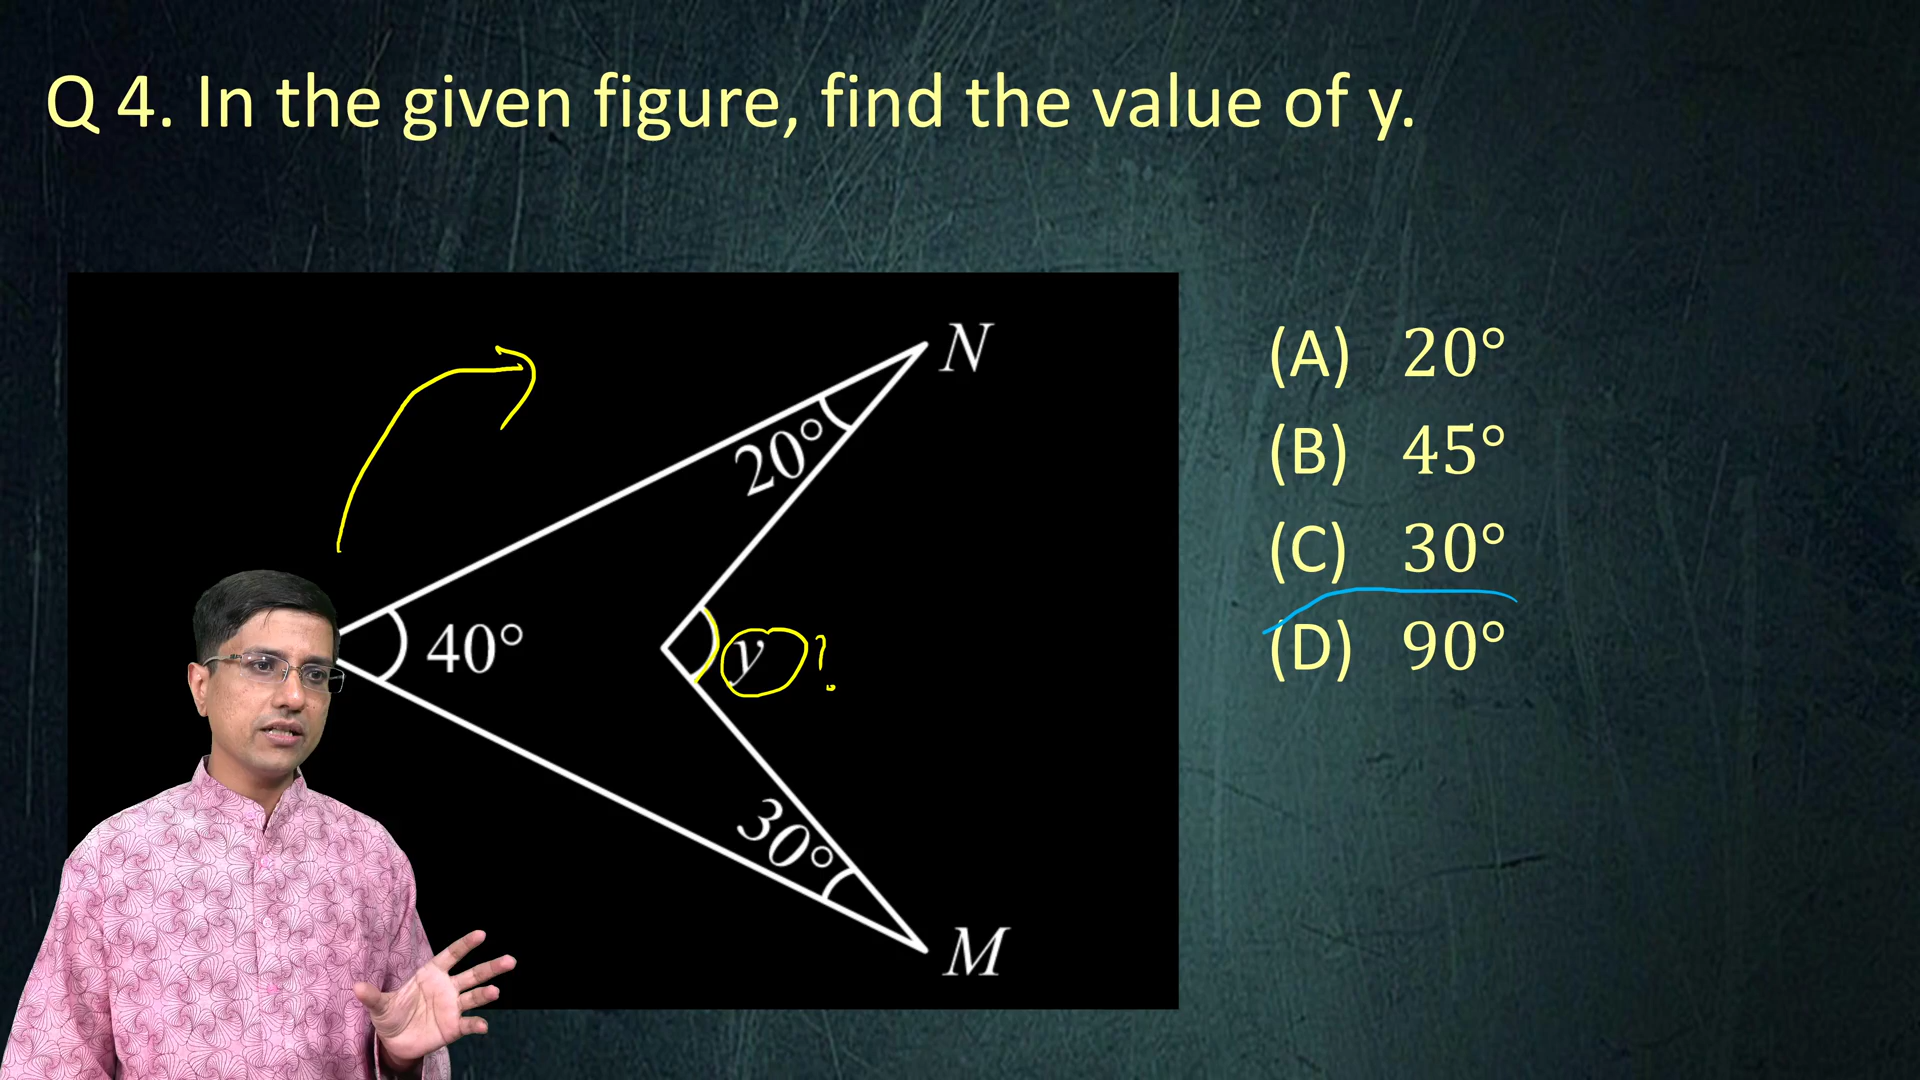 Q 4. In the given figure, find the value of y.
N
20°
40°
y ?
30°
M
(A) 20°
(B) 45°
(C) 30°
(D) 90°